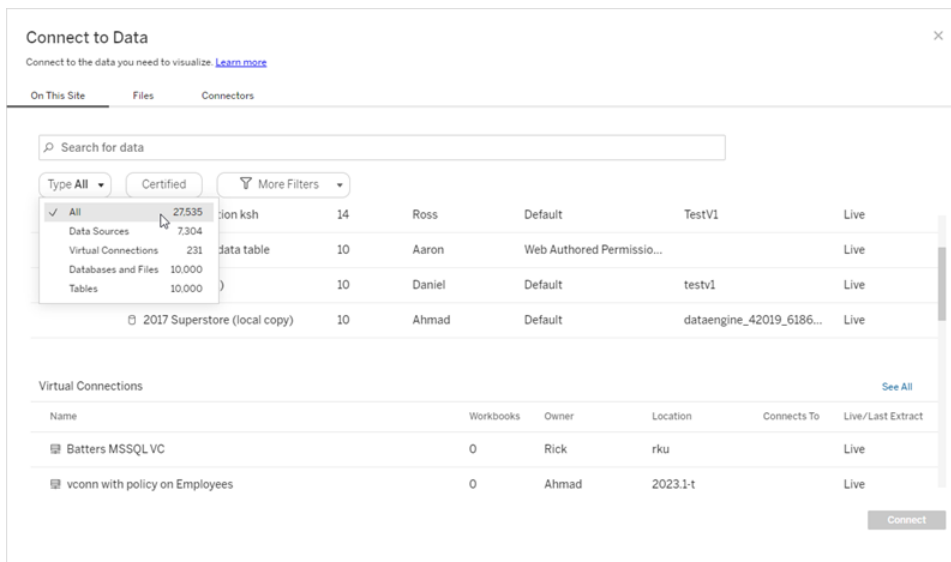 Connect to Data
Connect to the data you need to visualize. Learn more
On This Site Files Connectors
Search for data
Type All Certified More Filters
All 27,535
Data Sources 7,304
Virtual Connections 231
Databases and Files 10,000
Tables 10,000
ion ksh 14 Ross Default TestV1 Live
data table 10 Aaron Web Authored Permissio... Live
) 10 Daniel Default testv1 Live
2017 Superstore (local copy) 10 Ahmad Default dataengine_42019_6186... Live
Virtual Connections See All
Name Workbooks Owner Location Connects To Live/Last Extract
Batters MSSQL VC 0 Rick rku Live
vconn with policy on Employees 0 Ahmad 2023.1-t Live
Connect